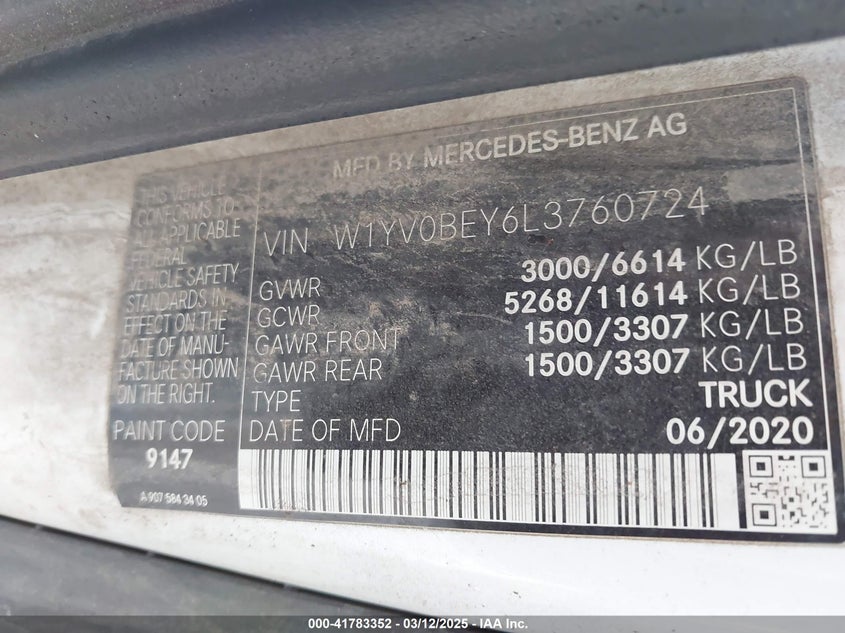 MFD BY MERCEDES-BENZ AG
THIS VEHICLE
CONFORMS TO-
ALL APPLICABLE
FEDERAL
VEHICLE SAFETY
STANDARDS IN
EFFECT ON THE
DATE OF MANU-
FACTURE SHOWN
ON THE RIGHT.
PAINT CODE
9147
A 907 584 34 05
VIN W1YV0BEY6L3760724
GVWR 3000/6614 KG/LB
GCWR 5268/11614 KG/LB
GAWR FRONT 1500/3307 KG/LB
GAWR REAR 1500/3307 KG/LB
TYPE TRUCK
DATE OF MFD 06/2020
000-41783352 - 03/12/2025 - IAA Inc.